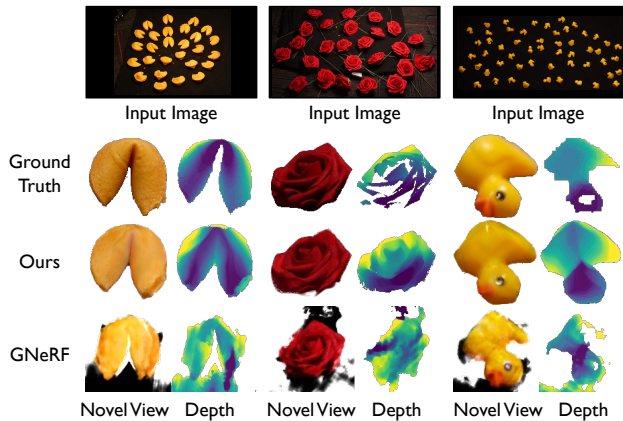 Input Image Input Image Input Image
Ground
Truth
Ours
GNeRF
Novel View Depth Novel View Depth Novel View Depth